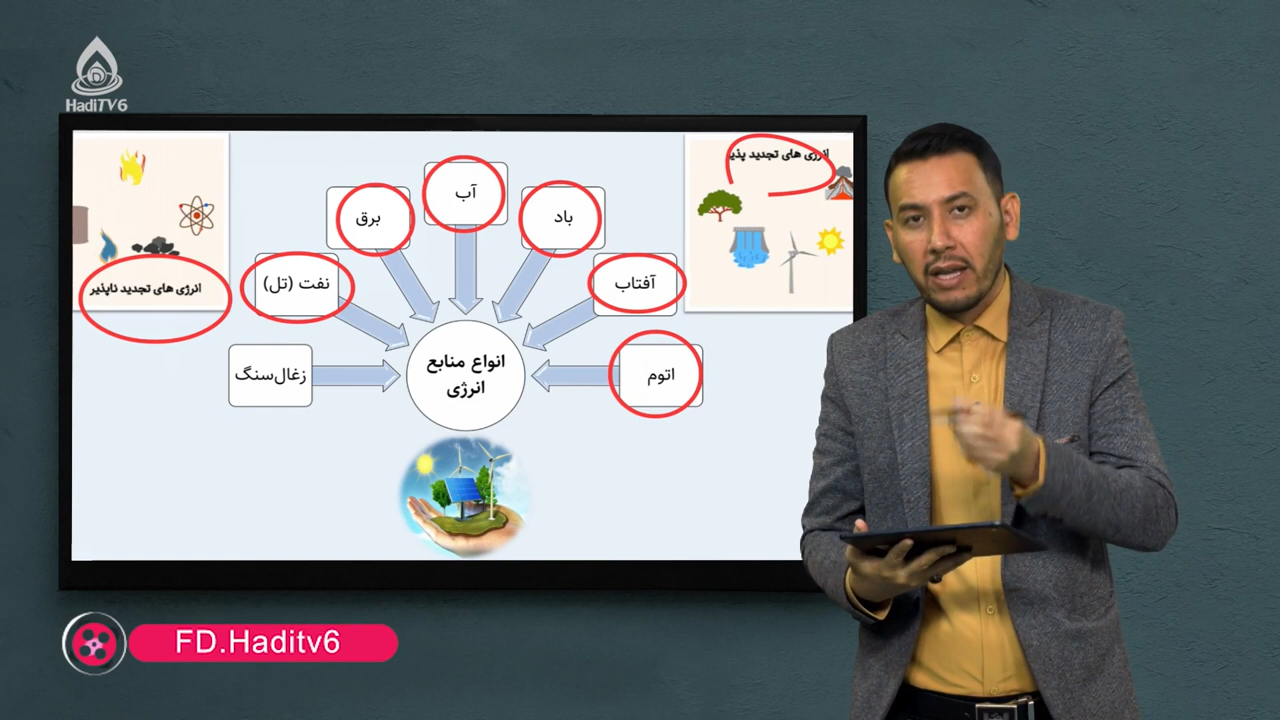 HadiTV6
انرژی های تجدید پذیر
آب
برق
باد
نفت (تل)
آفتاب
انرژی های تجدید ناپذیر
انواع منابع
انرژی
زغال‌سنگ
اتوم
FD.Haditv6